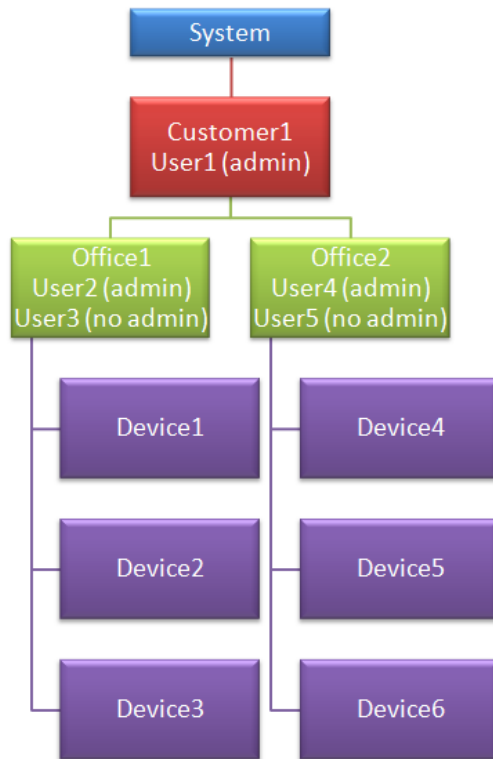 System
Customer1
User1 (admin)
Office1
User2 (admin)
User3 (no admin)
Office2
User4 (admin)
User5 (no admin)
Device1
Device2
Device3
Device4
Device5
Device6